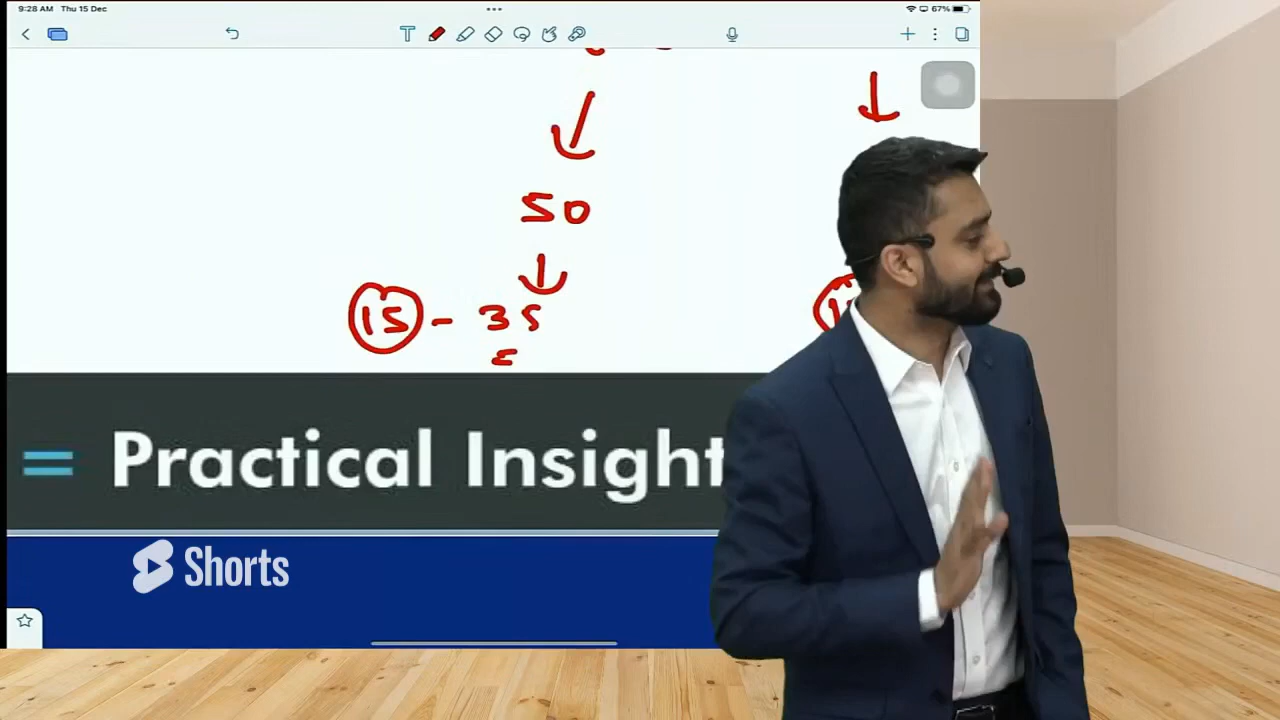 9:28 AM Thu 15 Dec
67%
T
50
15 - 35
= Practical Insight
Shorts